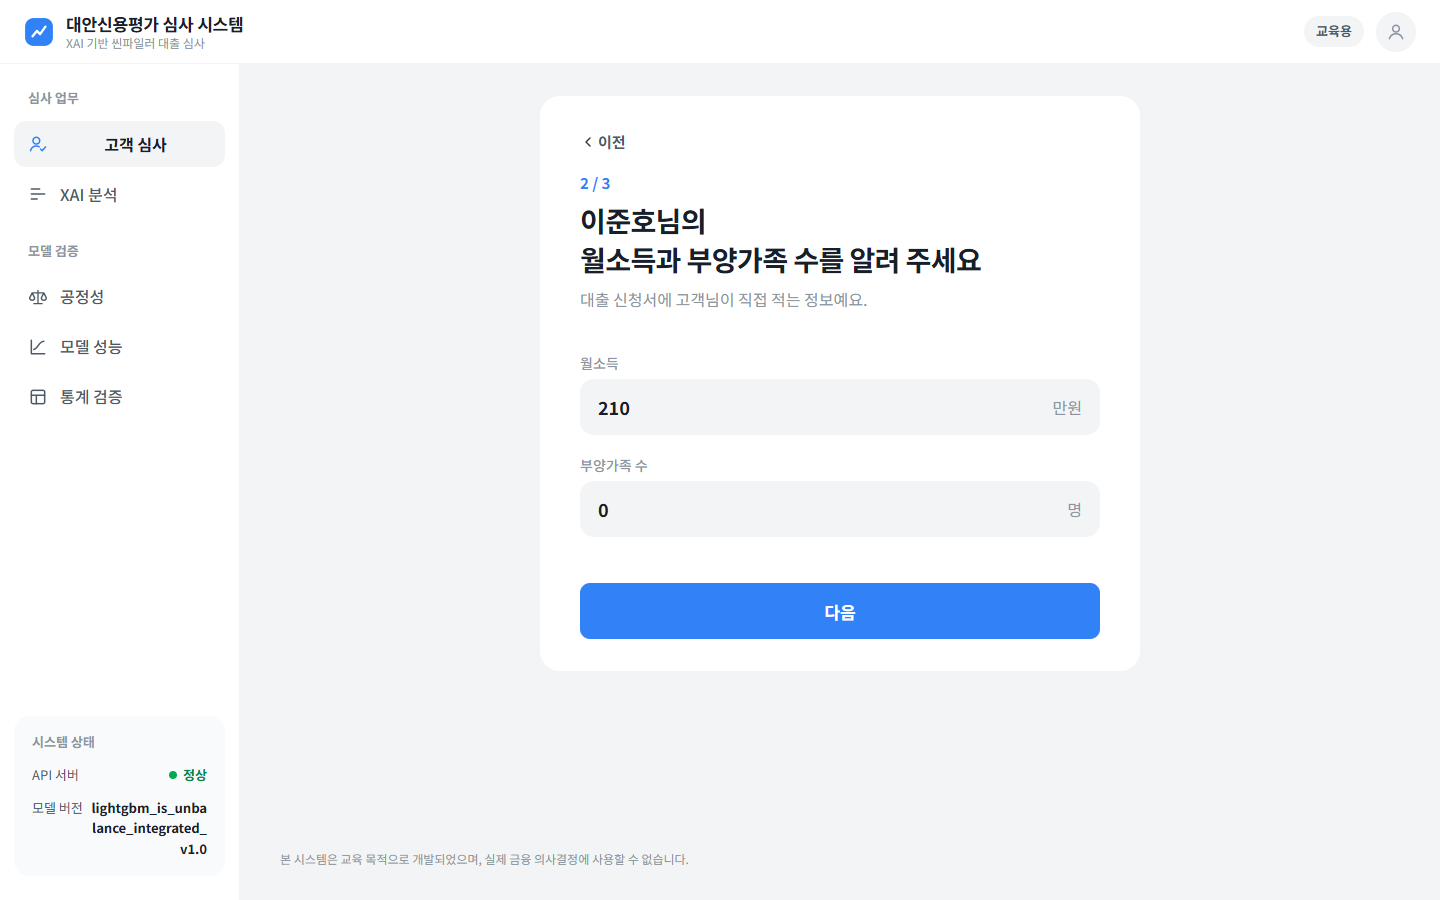 대안신용평가 심사 시스템
XAI 기반 씬파일러 대출 심사
교육용
심사 업무
고객 심사
XAI 분석
모델 검증
공정성
모델 성능
통계 검증
시스템 상태
API 서버
정상
모델 버전
lightgbm_is_unba
lance_integrated_
v1.0
이전
2 / 3
이준호님의
월소득과 부양가족 수를 알려 주세요
대출 신청서에 고객님이 직접 적는 정보예요.
월소득
210 만원
부양가족 수
0 명
다음
본 시스템은 교육 목적으로 개발되었으며, 실제 금융 의사결정에 사용할 수 없습니다.